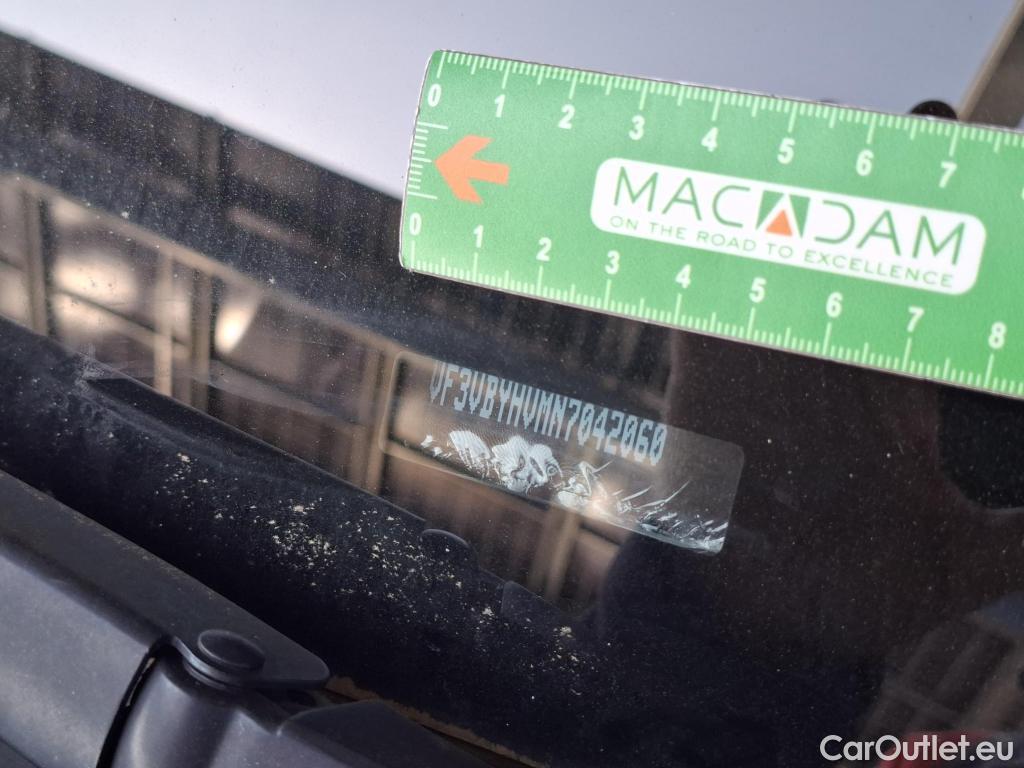 0 1 2 3 4 5 6 7
MACADAM
ON THE ROAD TO EXCELLENCE
0 1 2 3 4 5 6 7 8
VF3VBYHVMN7042060
CarOutlet.eu